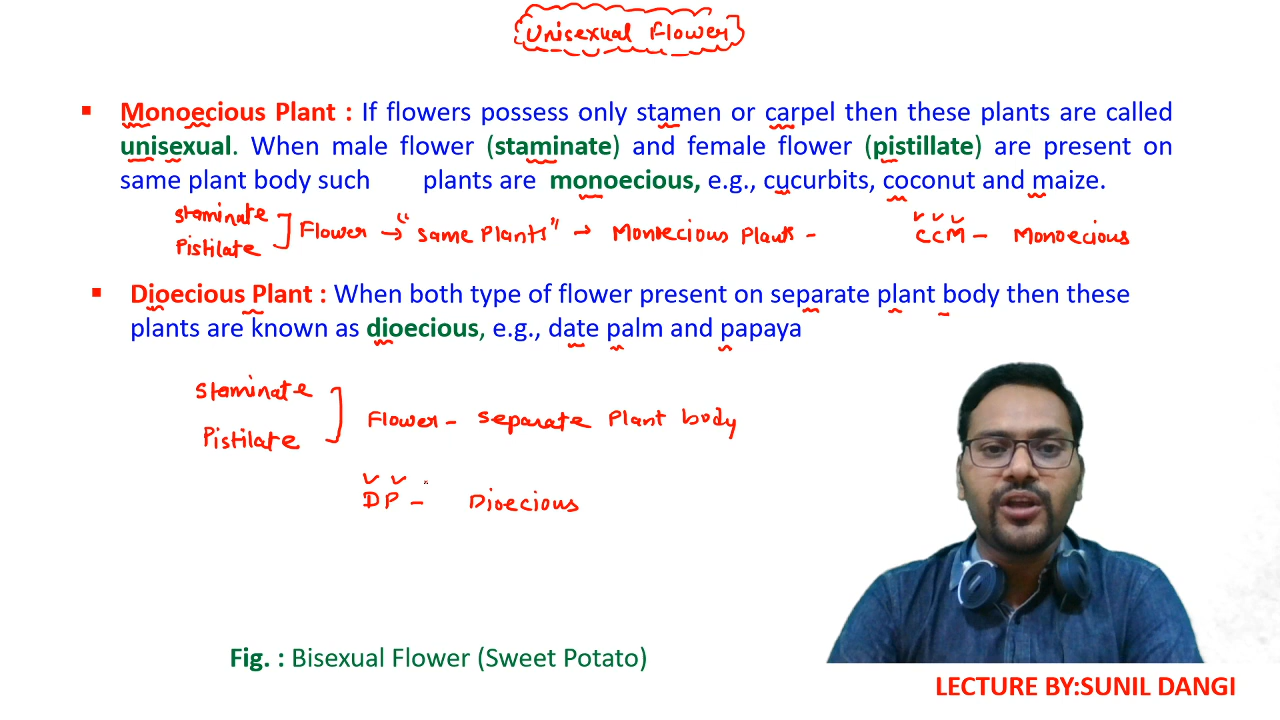 Unisexual Flower
▪ Monoecious Plant : If flowers possess only stamen or carpel then these plants are called
unisexual. When male flower (staminate) and female flower (pistillate) are present on
same plant body such plants are monoecious, e.g., cucurbits, coconut and maize.
Staminate
Pistilate
Flower → "Same Plants" → Monoecious Plants -
CCM - Monoecious
▪ Dioecious Plant : When both type of flower present on separate plant body then these
plants are known as dioecious, e.g., date palm and papaya
Staminate
Pistilate
Flower - Separate Plant body
DP - Dioecious
Fig. : Bisexual Flower (Sweet Potato)
LECTURE BY:SUNIL DANGI